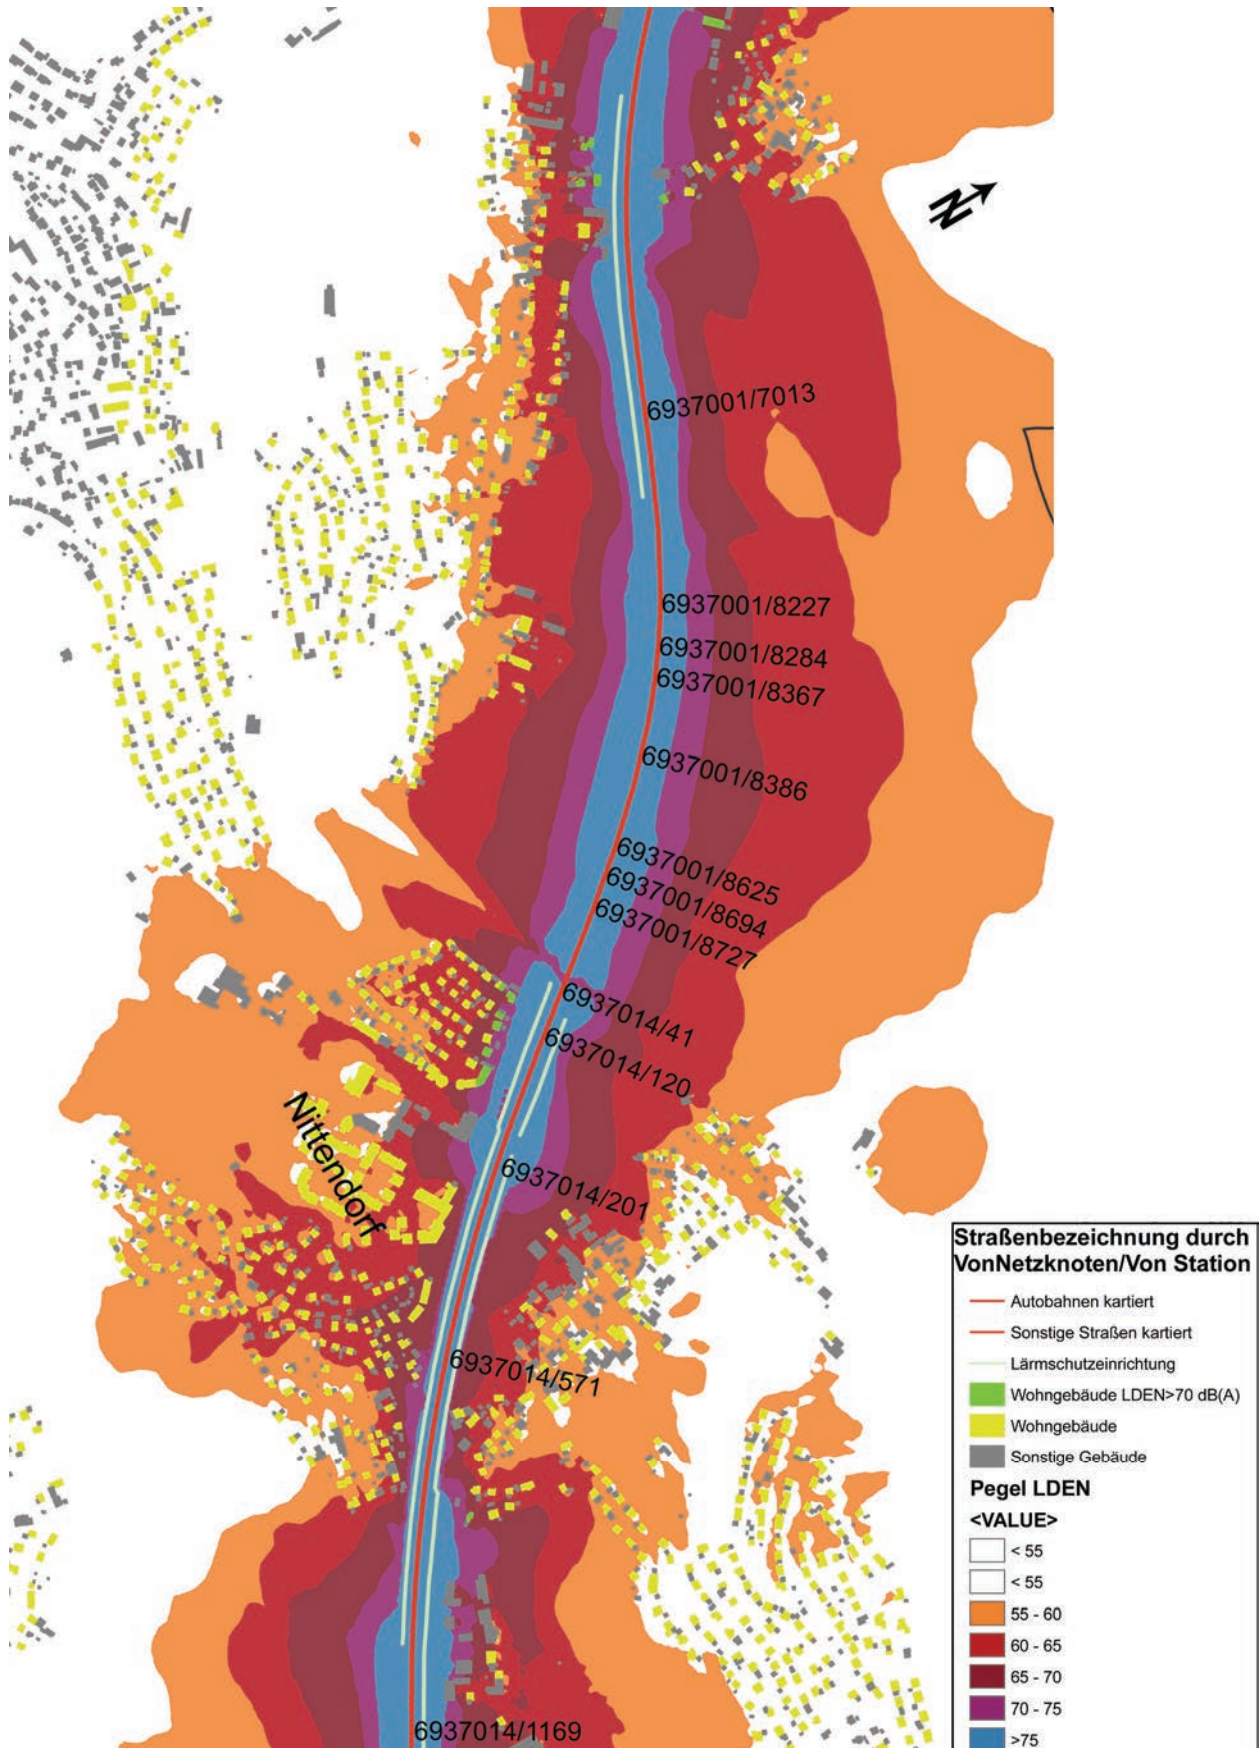 N
6937001/7013
6937001/8227
6937001/8284
6937001/8367
6937001/8386
6937001/8625
6937001/8694
6937001/8727
6937014/41
6937014/120
Nittendorf
6937014/201
6937014/571
6937014/1169
Straßenbezeichnung durch
VonNetzknoten/Von Station
Autobahnen kartiert
Sonstige Straßen kartiert
Lärmschutzeinrichtung
Wohngebäude LDEN>70 dB(A)
Wohngebäude
Sonstige Gebäude
Pegel LDEN
<VALUE>
< 55
< 55
55 - 60
60 - 65
65 - 70
70 - 75
>75